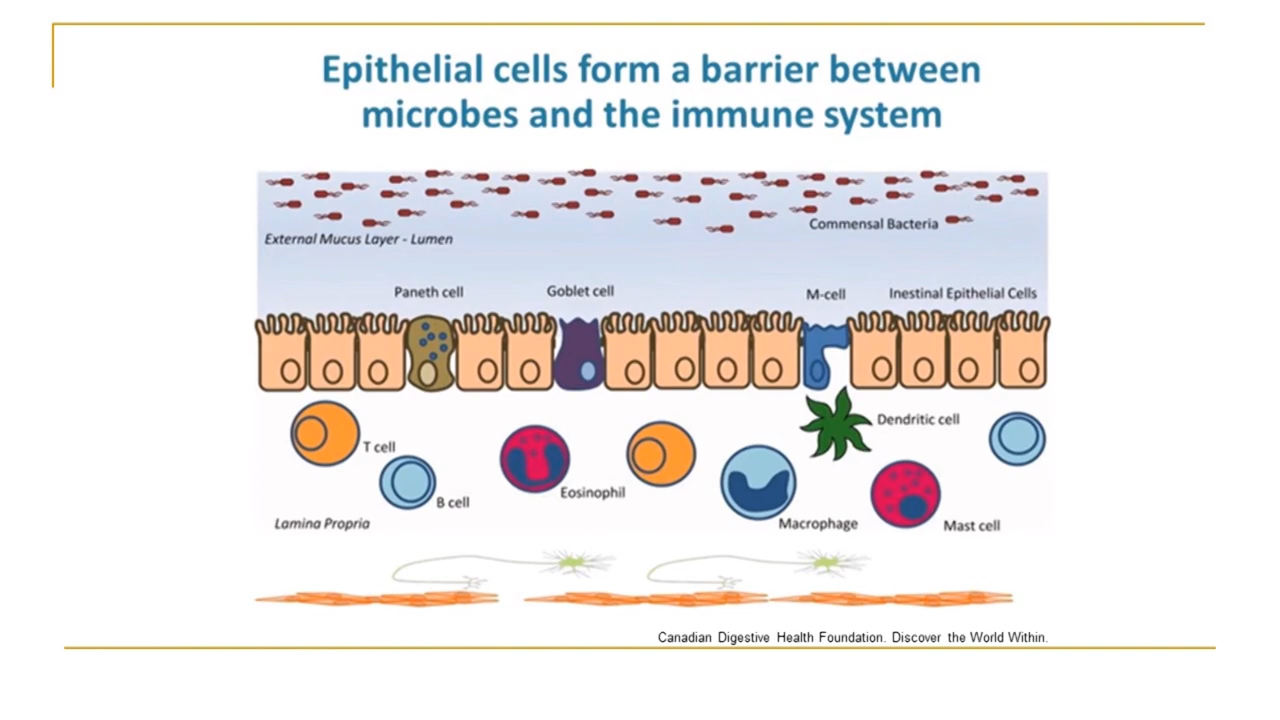 Epithelial cells form a barrier between
microbes and the immune system
Commensal Bacteria
External Mucus Layer - Lumen
Paneth cell
Goblet cell
M-cell
Inestinal Epithelial Cells
Dendritic cell
T cell
Eosinophil
B cell
Lamina Propria
Macrophage
Mast cell
Canadian Digestive Health Foundation. Discover the World Within.